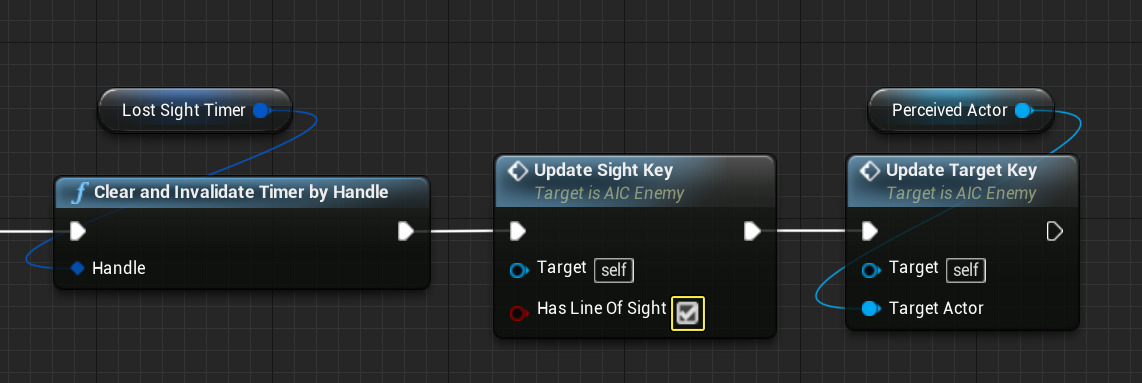 Lost Sight Timer
Perceived Actor
f Clear and Invalidate Timer by Handle
Handle
Update Sight Key
Target is AIC Enemy
Target self
Has Line Of Sight
Update Target Key
Target is AIC Enemy
Target self
Target Actor